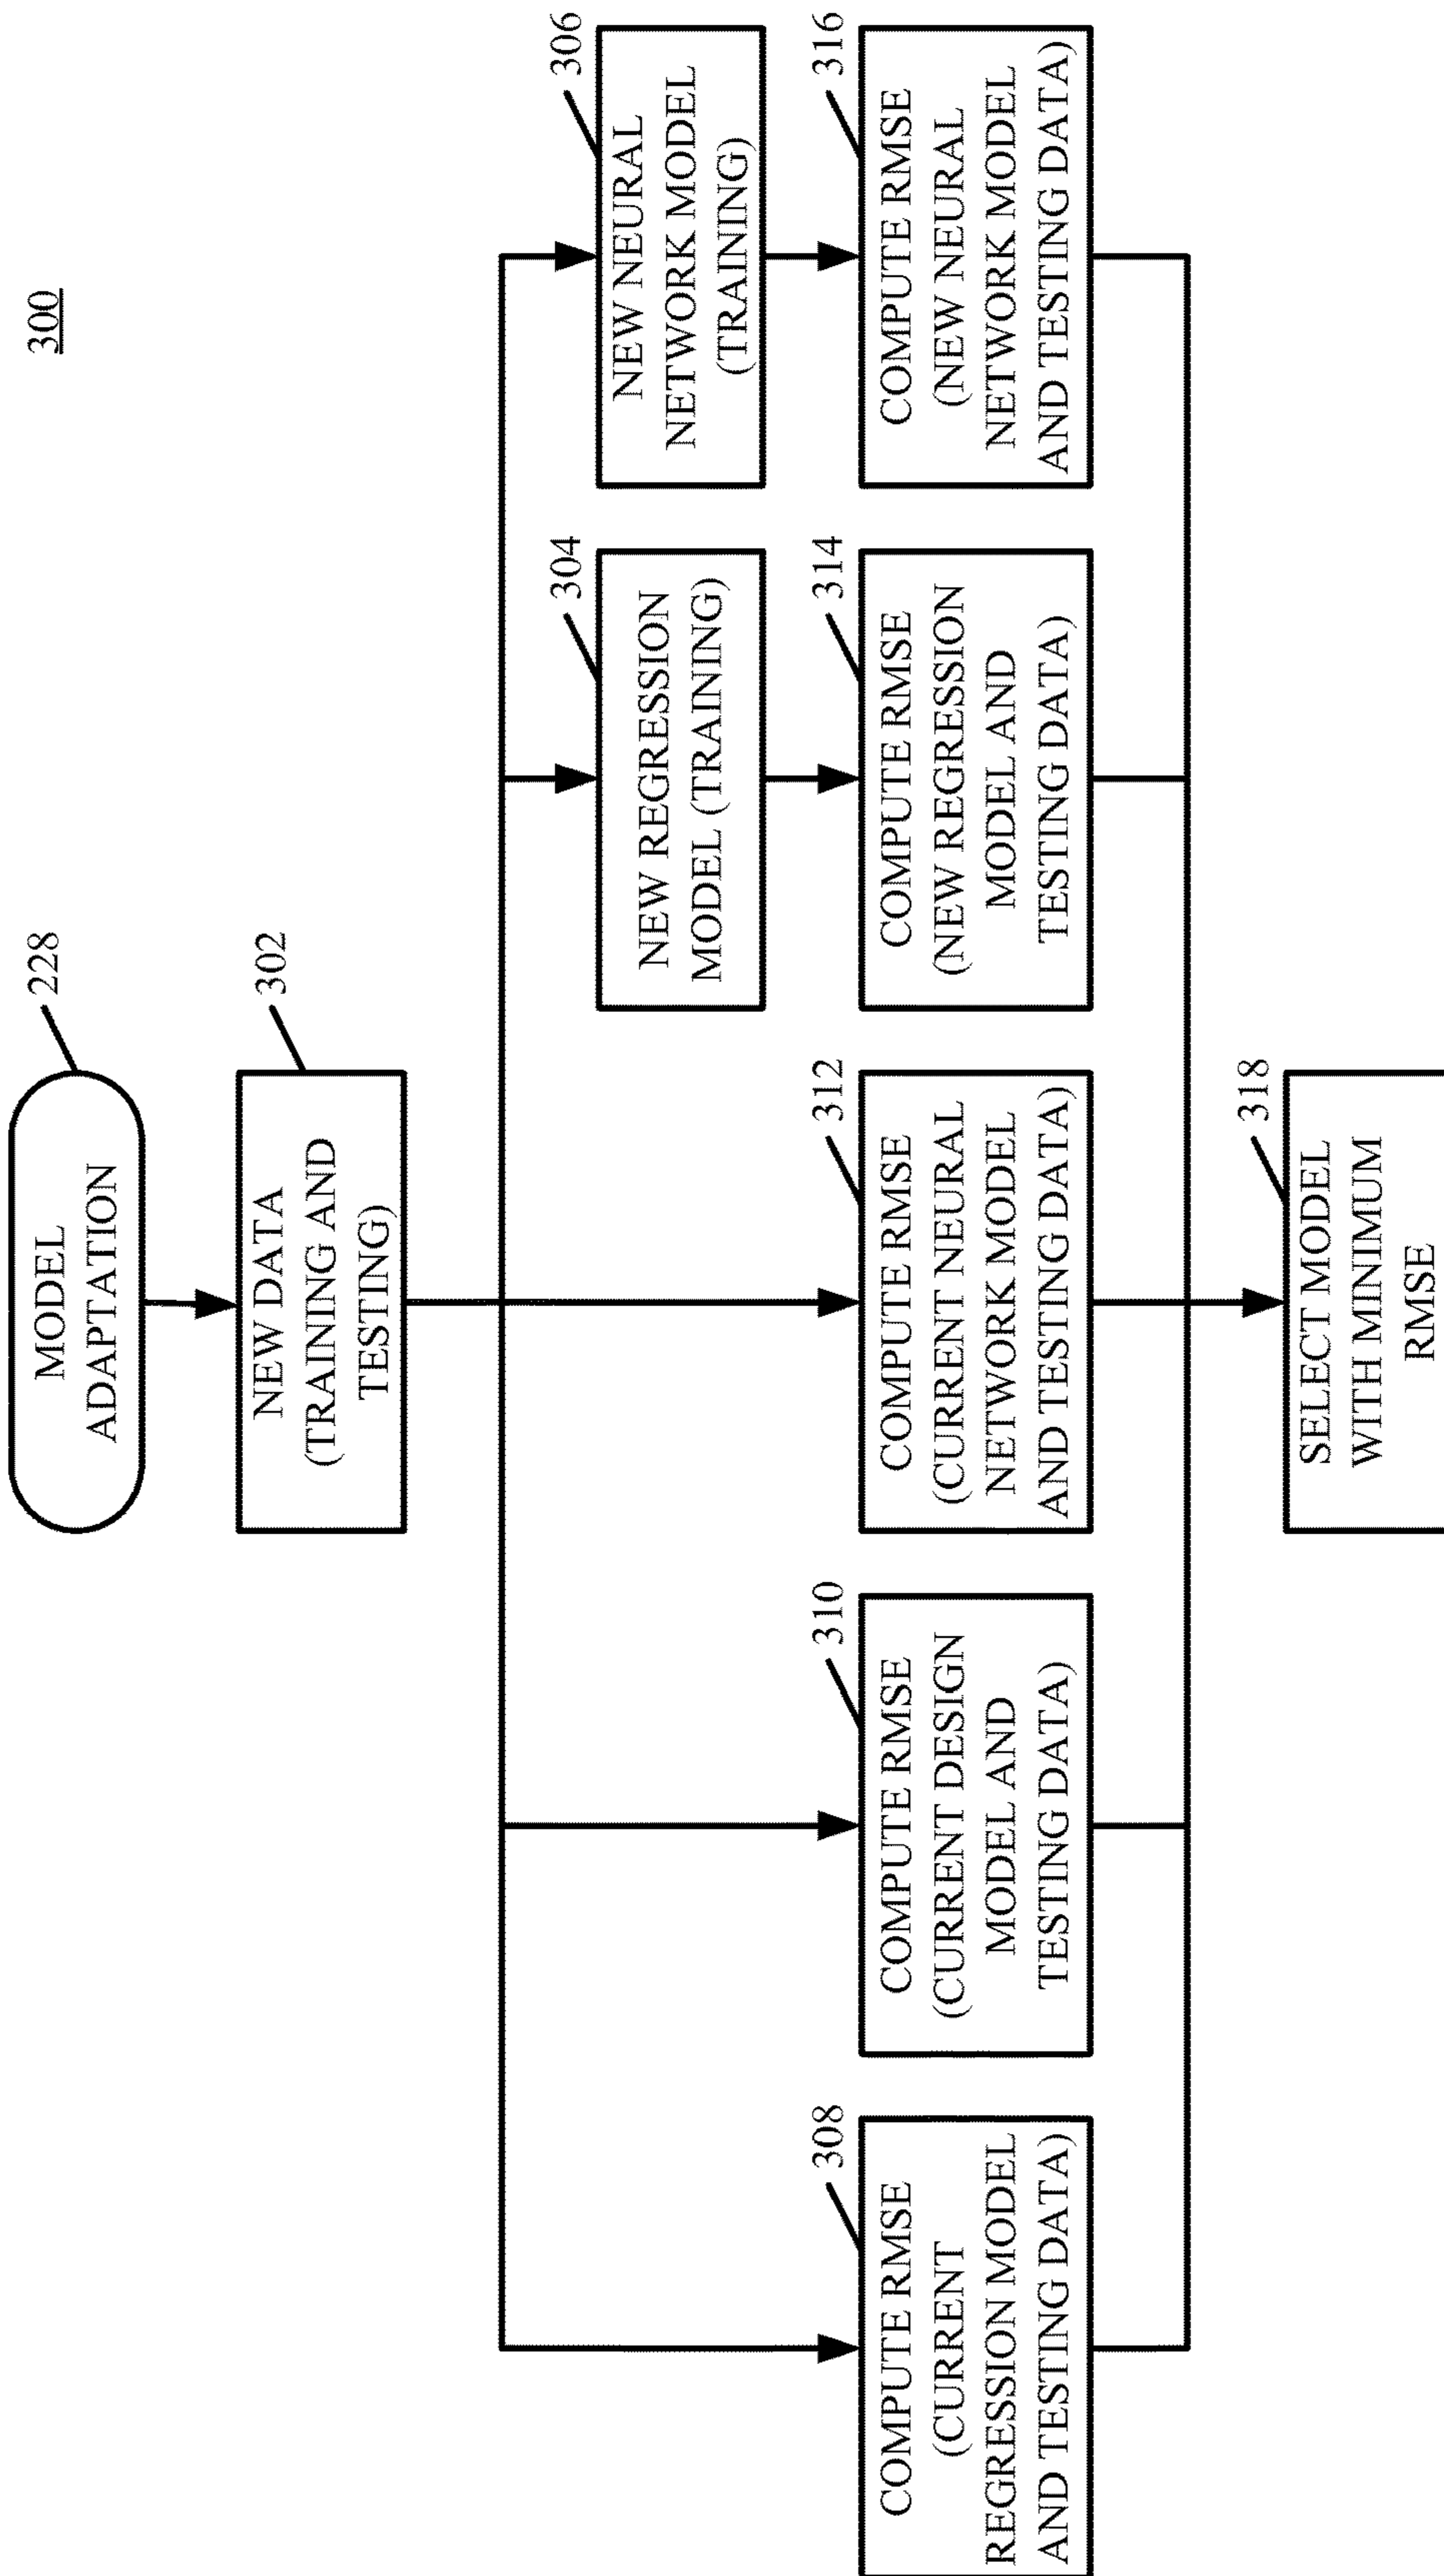 300
MODEL
ADAPTATION
228
NEW DATA
(TRAINING AND
TESTING)
302
NEW REGRESSION
MODEL (TRAINING)
304
NEW NEURAL
NETWORK MODEL
(TRAINING)
306
COMPUTE RMSE
(CURRENT
REGRESSION MODEL
AND TESTING DATA)
308
COMPUTE RMSE
(CURRENT DESIGN
MODEL AND
TESTING DATA)
310
COMPUTE RMSE
(CURRENT NEURAL
NETWORK MODEL
AND TESTING DATA)
312
COMPUTE RMSE
(NEW REGRESSION
MODEL AND
TESTING DATA)
314
COMPUTE RMSE
(NEW NEURAL
NETWORK MODEL
AND TESTING DATA)
316
SELECT MODEL
WITH MINIMUM
RMSE
318